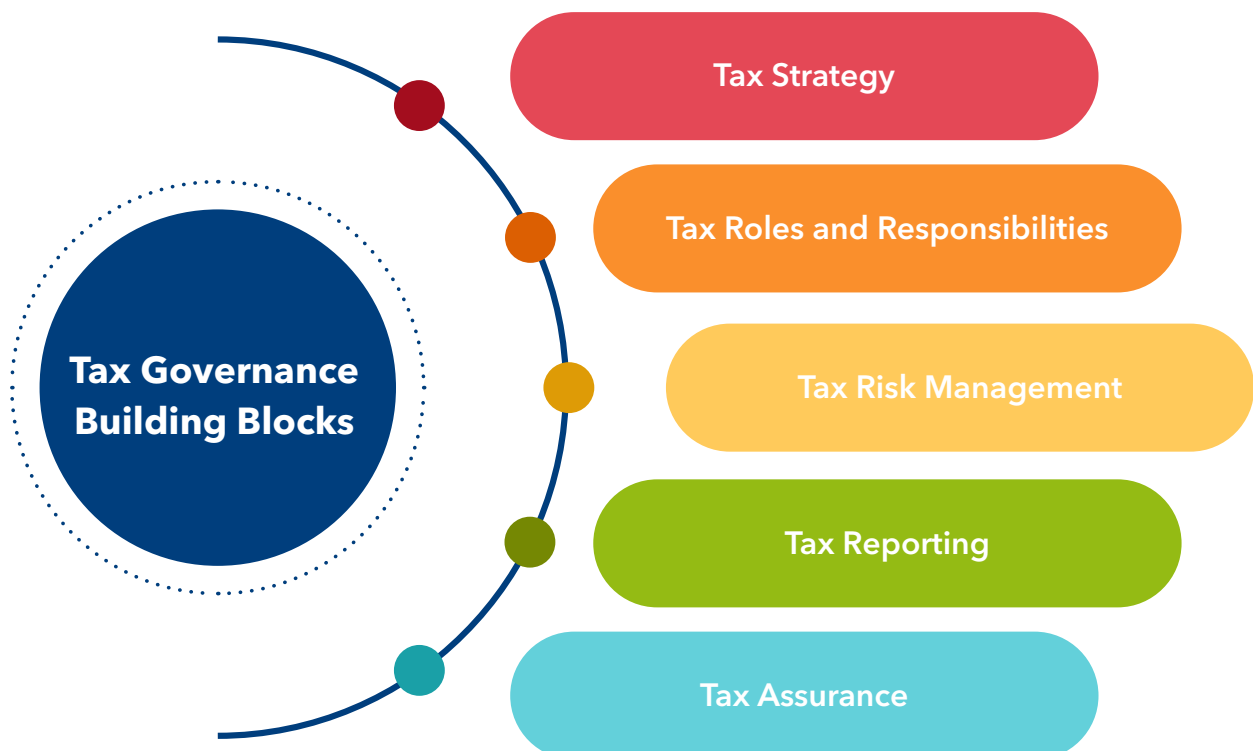 Tax Governance
Building Blocks
Tax Strategy
Tax Roles and Responsibilities
Tax Risk Management
Tax Reporting
Tax Assurance